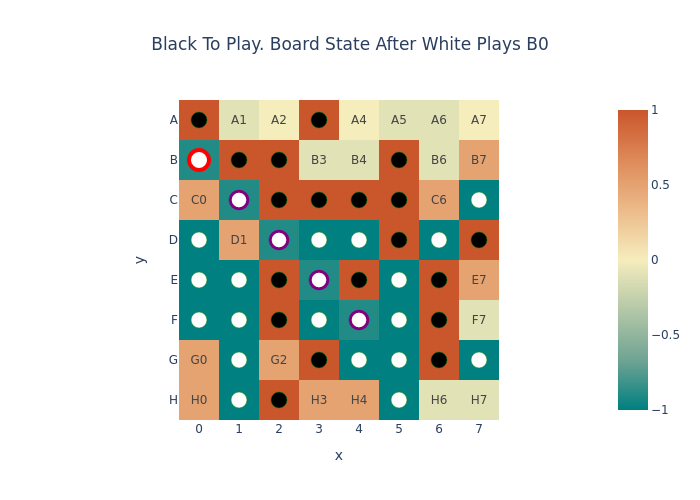 Black To Play. Board State After White Plays B0
A A1 A2 A4 A5 A6 A7
B B3 B4 B6 B7
C C0 C6
D D1
E E7
F F7
G G0 G2
H H0 H3 H4 H6 H7
0 1 2 3 4 5 6 7
x
y
1
0.5
0
−0.5
−1